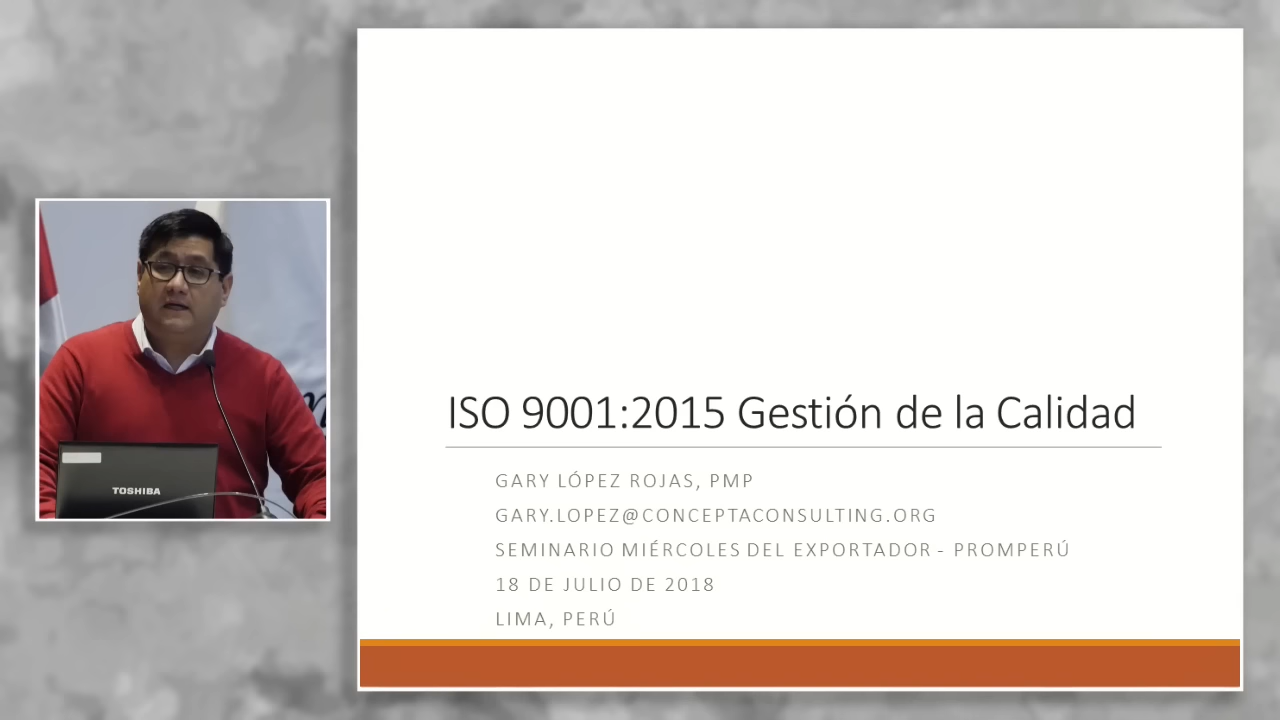 ISO 9001:2015 Gestión de la Calidad
GARY LÓPEZ ROJAS, PMP
GARY.LOPEZ@CONCEPTACONSULTING.ORG
SEMINARIO MIÉRCOLES DEL EXPORTADOR - PROMPERÚ
18 DE JULIO DE 2018
LIMA, PERÚ
TOSHIBA